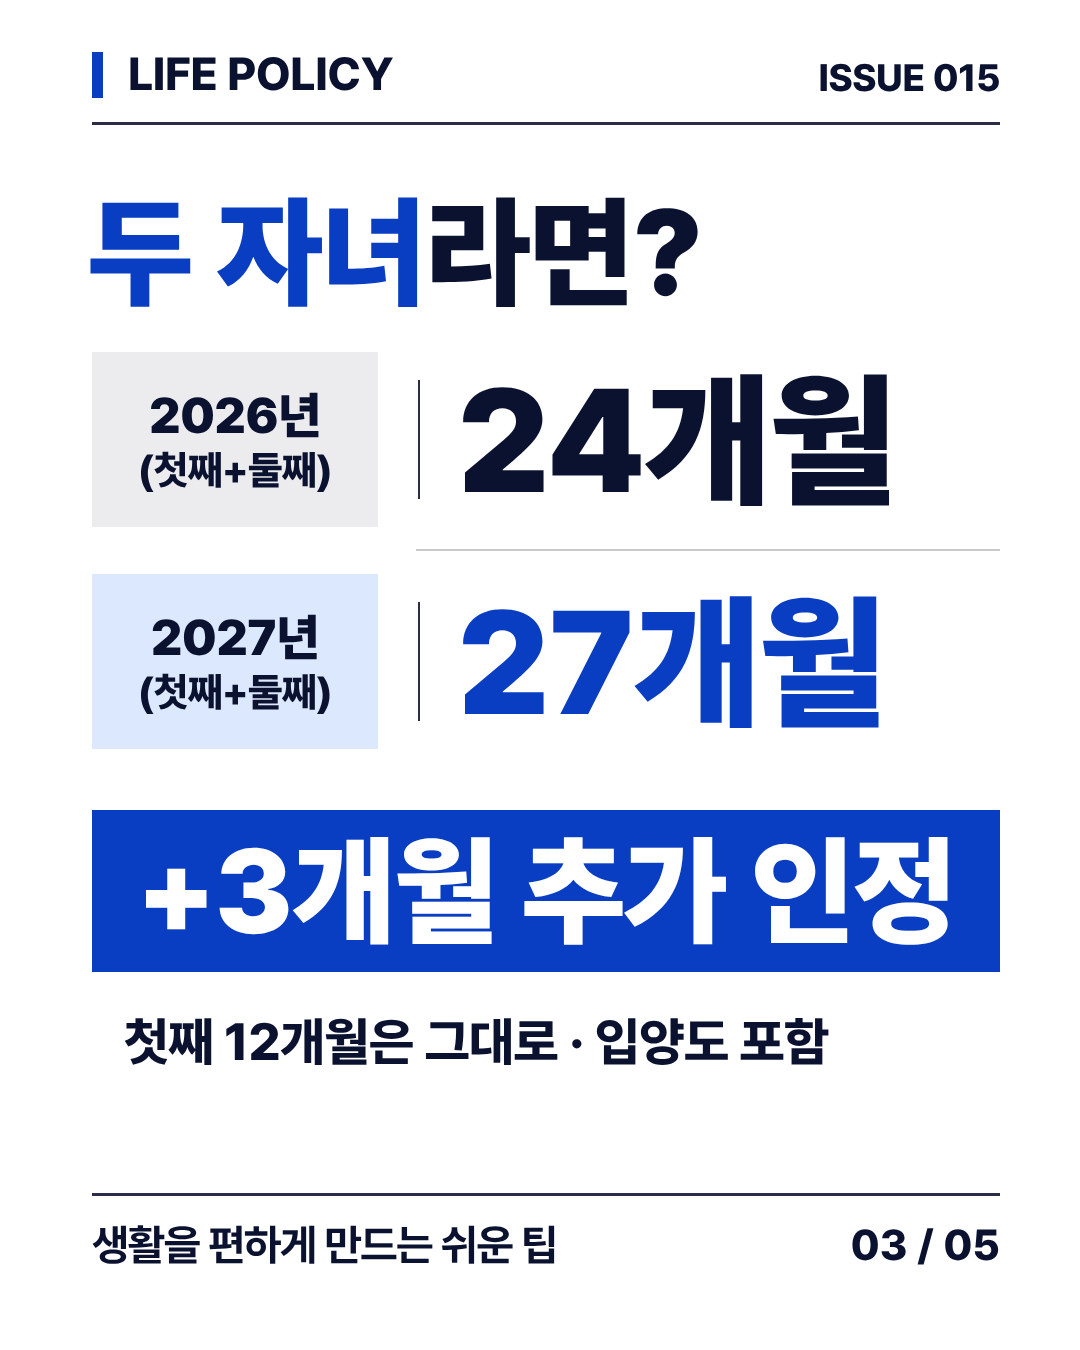 LIFE POLICY
ISSUE 015
두 자녀라면?
2026년
(첫째+둘째)
24개월
2027년
(첫째+둘째)
27개월
+3개월 추가 인정
첫째 12개월은 그대로 · 입양도 포함
생활을 편하게 만드는 쉬운 팁
03 / 05